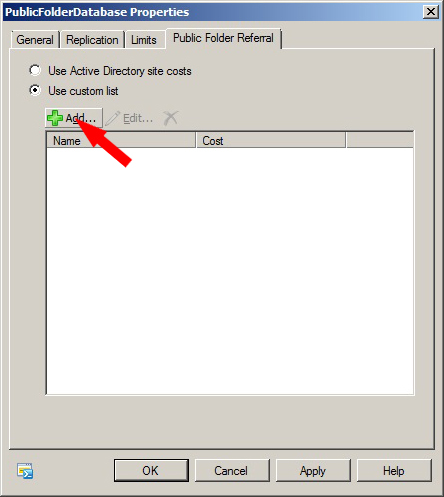 PublicFolderDatabase Properties
General Replication Limits Public Folder Referral
Use Active Directory site costs
Use custom list
Add... Edit...
Name Cost
OK Cancel Apply Help